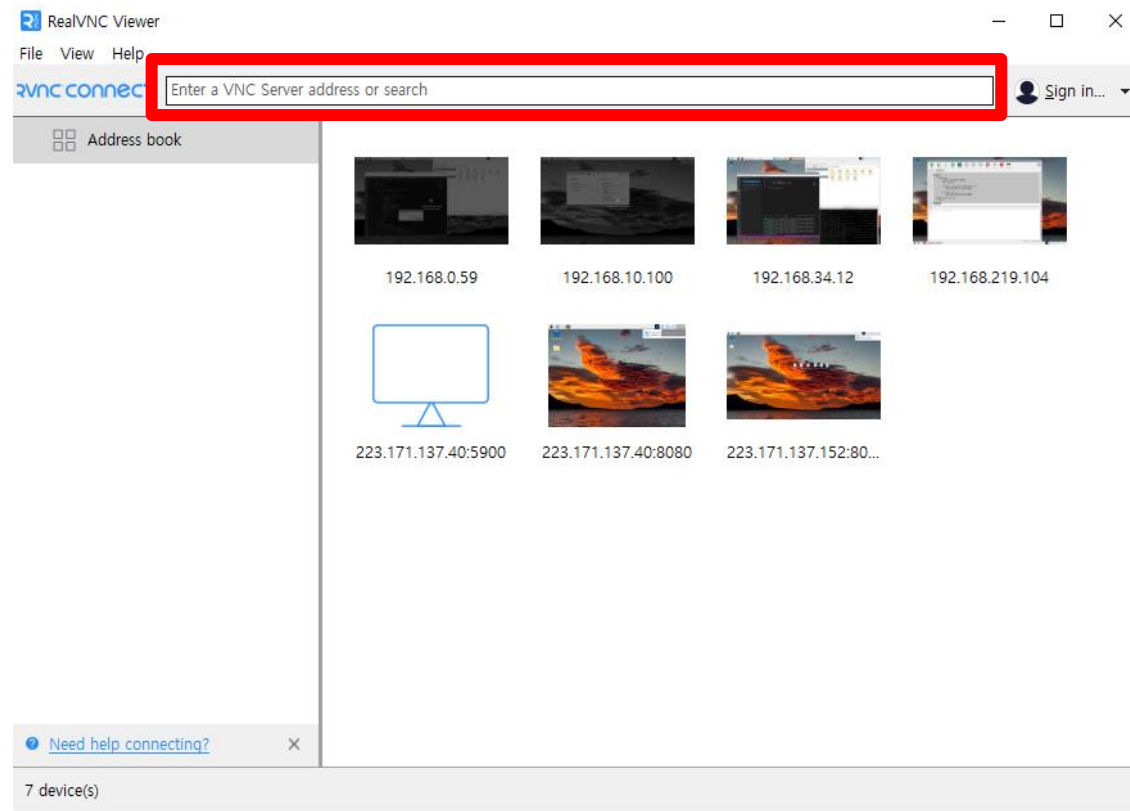 RealVNC Viewer
File View Help
rvnc connec
Enter a VNC Server address or search
Sign in...
Address book
192.168.0.59
192.168.10.100
192.168.34.12
192.168.219.104
223.171.137.40:5900
223.171.137.40:8080
223.171.137.152:80...
Need help connecting?
7 device(s)